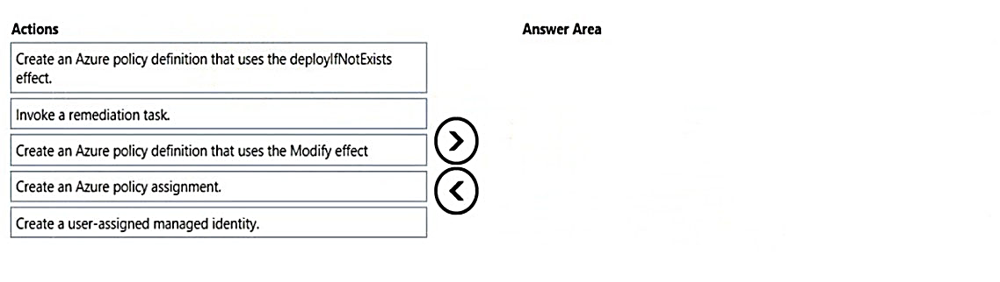 Actions
Answer Area
Create an Azure policy definition that uses the deployIfNotExists
effect.
Invoke a remediation task.
Create an Azure policy definition that uses the Modify effect
Create an Azure policy assignment.
Create a user-assigned managed identity.